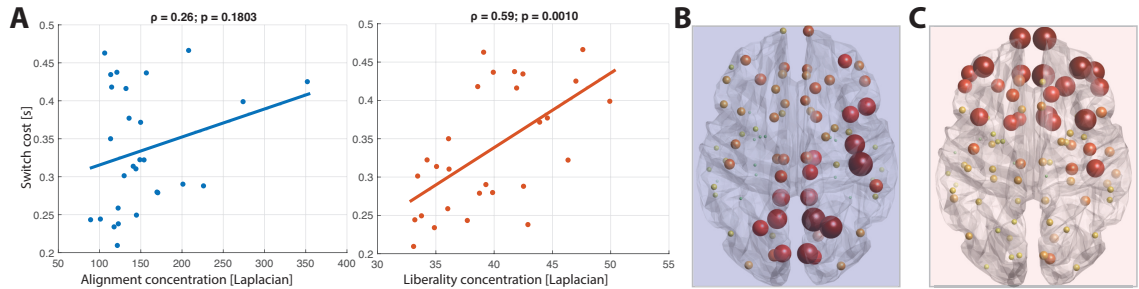 A
ρ = 0.26; p = 0.1803
ρ = 0.59; p = 0.0010
B
C
Switch cost [s]
0.5
0.45
0.4
0.35
0.3
0.25
0.2
50 100 150 200 250 300 350 400
Alignment concentration [Laplacian]
0.5
0.45
0.4
0.35
0.3
0.25
0.2
30 35 40 45 50 55
Liberality concentration [Laplacian]